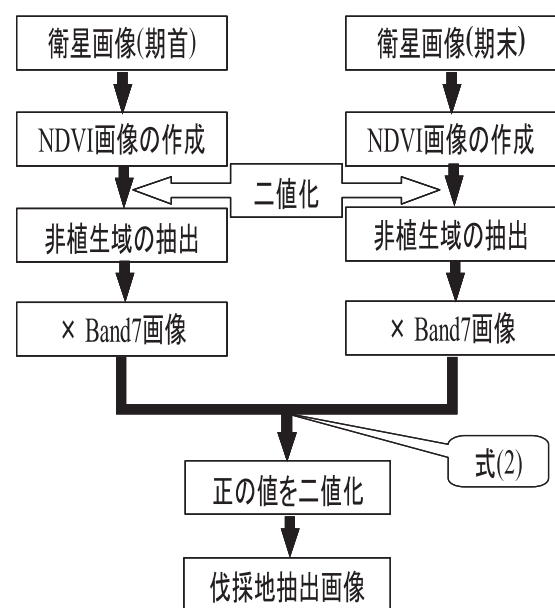 衛星画像(期首)
衛星画像(期末)
NDVI画像の作成
NDVI画像の作成
二値化
非植生域の抽出
非植生域の抽出
× Band7画像
× Band7画像
式(2)
正の値を二値化
伐採地抽出画像